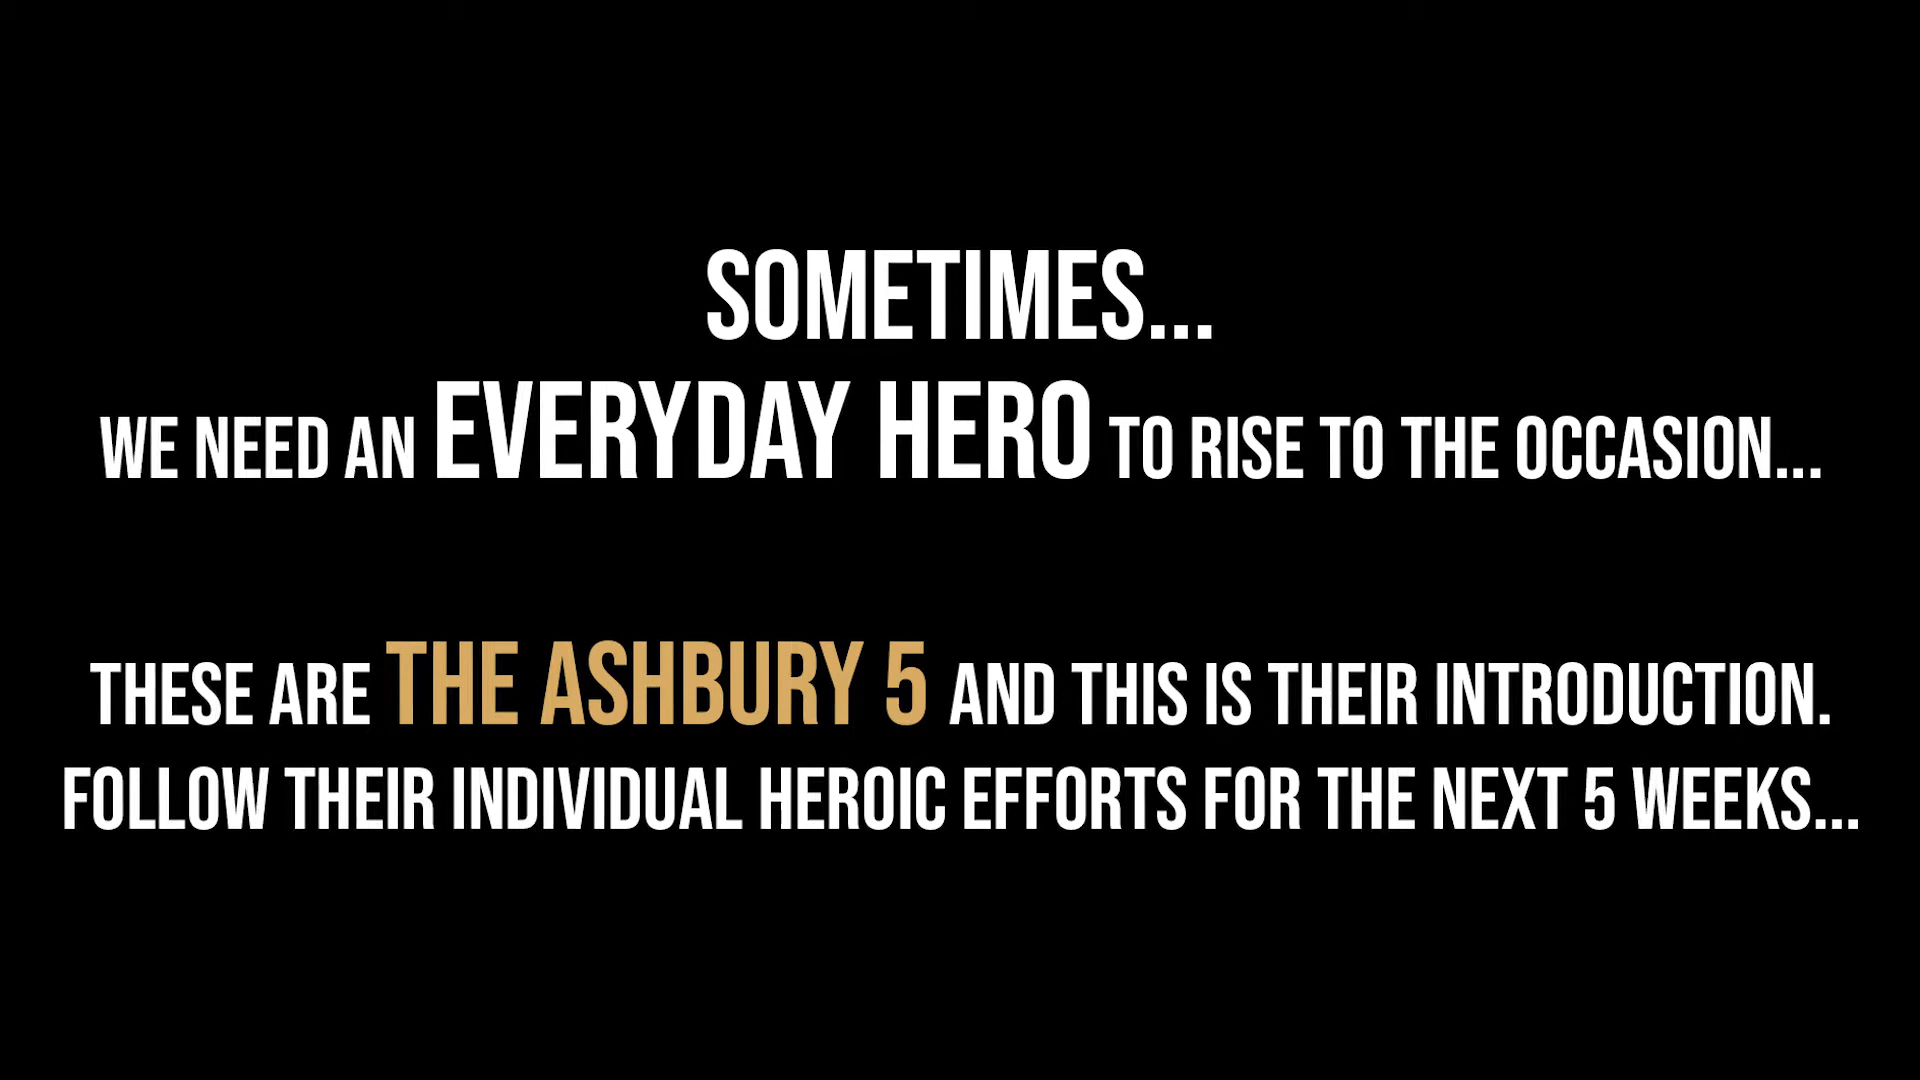 SOMETIMES...
WE NEED AN EVERYDAY HERO TO RISE TO THE OCCASION...
THESE ARE THE ASHBURY 5 AND THIS IS THEIR INTRODUCTION.
FOLLOW THEIR INDIVIDUAL HEROIC EFFORTS FOR THE NEXT 5 WEEKS...